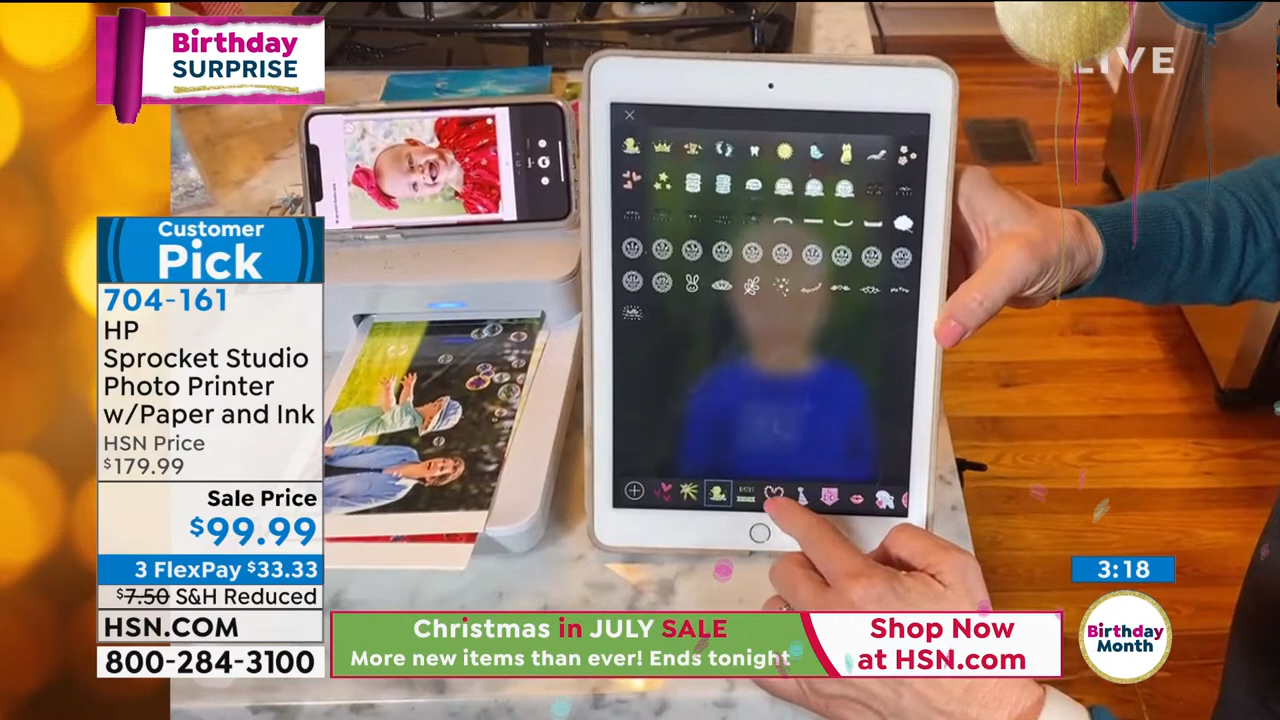 Birthday
SURPRISE
LIVE
Customer
Pick
704-161
HP
Sprocket Studio
Photo Printer
w/Paper and Ink
HSN Price
$179.99
Sale Price
$99.99
3 FlexPay $33.33
$7.50 S&H Reduced
HSN.COM
800-284-3100
Christmas in JULY SALE
More new items than ever! Ends tonight
Shop Now
at HSN.com
3:18
Birthday
Month